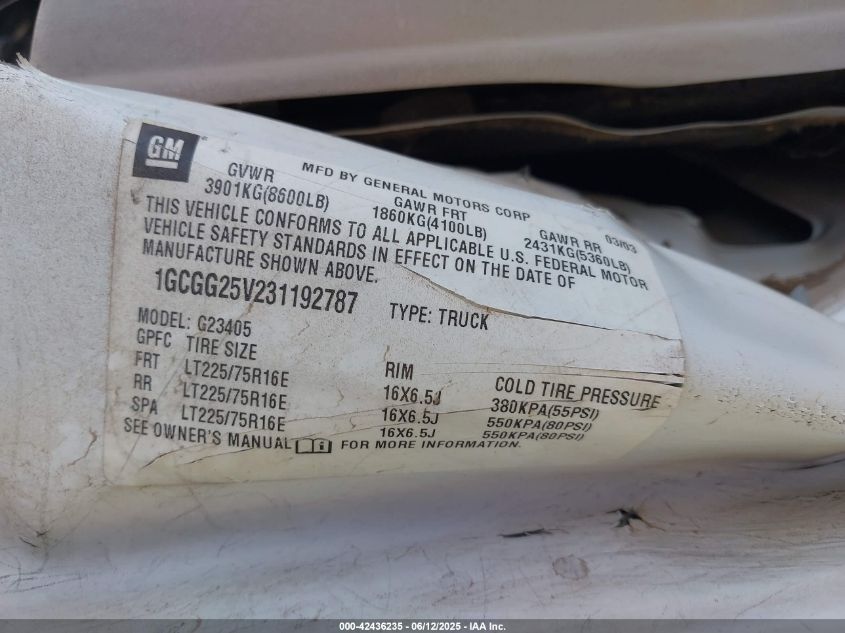 GM
MFD BY GENERAL MOTORS CORP 03/03
GVWR GAWR FRT GAWR RR
3901KG(8600LB) 1860KG(4100LB) 2431KG(5360LB)
THIS VEHICLE CONFORMS TO ALL APPLICABLE U.S. FEDERAL MOTOR
VEHICLE SAFETY STANDARDS IN EFFECT ON THE DATE OF
MANUFACTURE SHOWN ABOVE.
1GCGG25V231192787 TYPE: TRUCK
MODEL: G23405
GPFC TIRE SIZE RIM COLD TIRE PRESSURE
FRT LT225/75R16E 16X6.5J 380KPA(55PSI)
RR LT225/75R16E 16X6.5J 550KPA(80PSI)
SPA LT225/75R16E 16X6.5J 550KPA(80PSI)
SEE OWNER'S MANUAL FOR MORE INFORMATION.
000-42436235 - 06/12/2025 - IAA Inc.